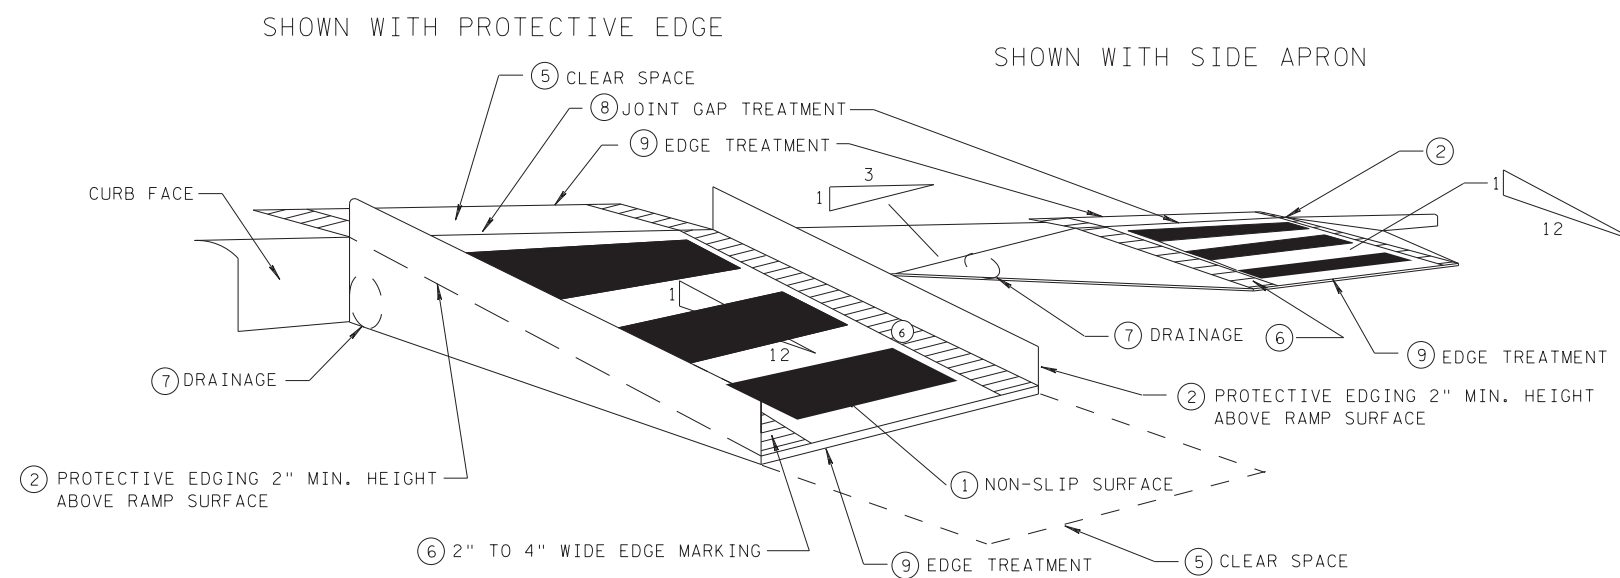 SHOWN WITH PROTECTIVE EDGE
SHOWN WITH SIDE APRON
5 CLEAR SPACE
8 JOINT GAP TREATMENT
9 EDGE TREATMENT
2
CURB FACE
3
1
1
12
1
12
6
7 DRAINAGE
6
9 EDGE TREATMENT
7 DRAINAGE
2 PROTECTIVE EDGING 2" MIN. HEIGHT
ABOVE RAMP SURFACE
2 PROTECTIVE EDGING 2" MIN. HEIGHT
ABOVE RAMP SURFACE
1 NON-SLIP SURFACE
6 2" TO 4" WIDE EDGE MARKING
9 EDGE TREATMENT
5 CLEAR SPACE